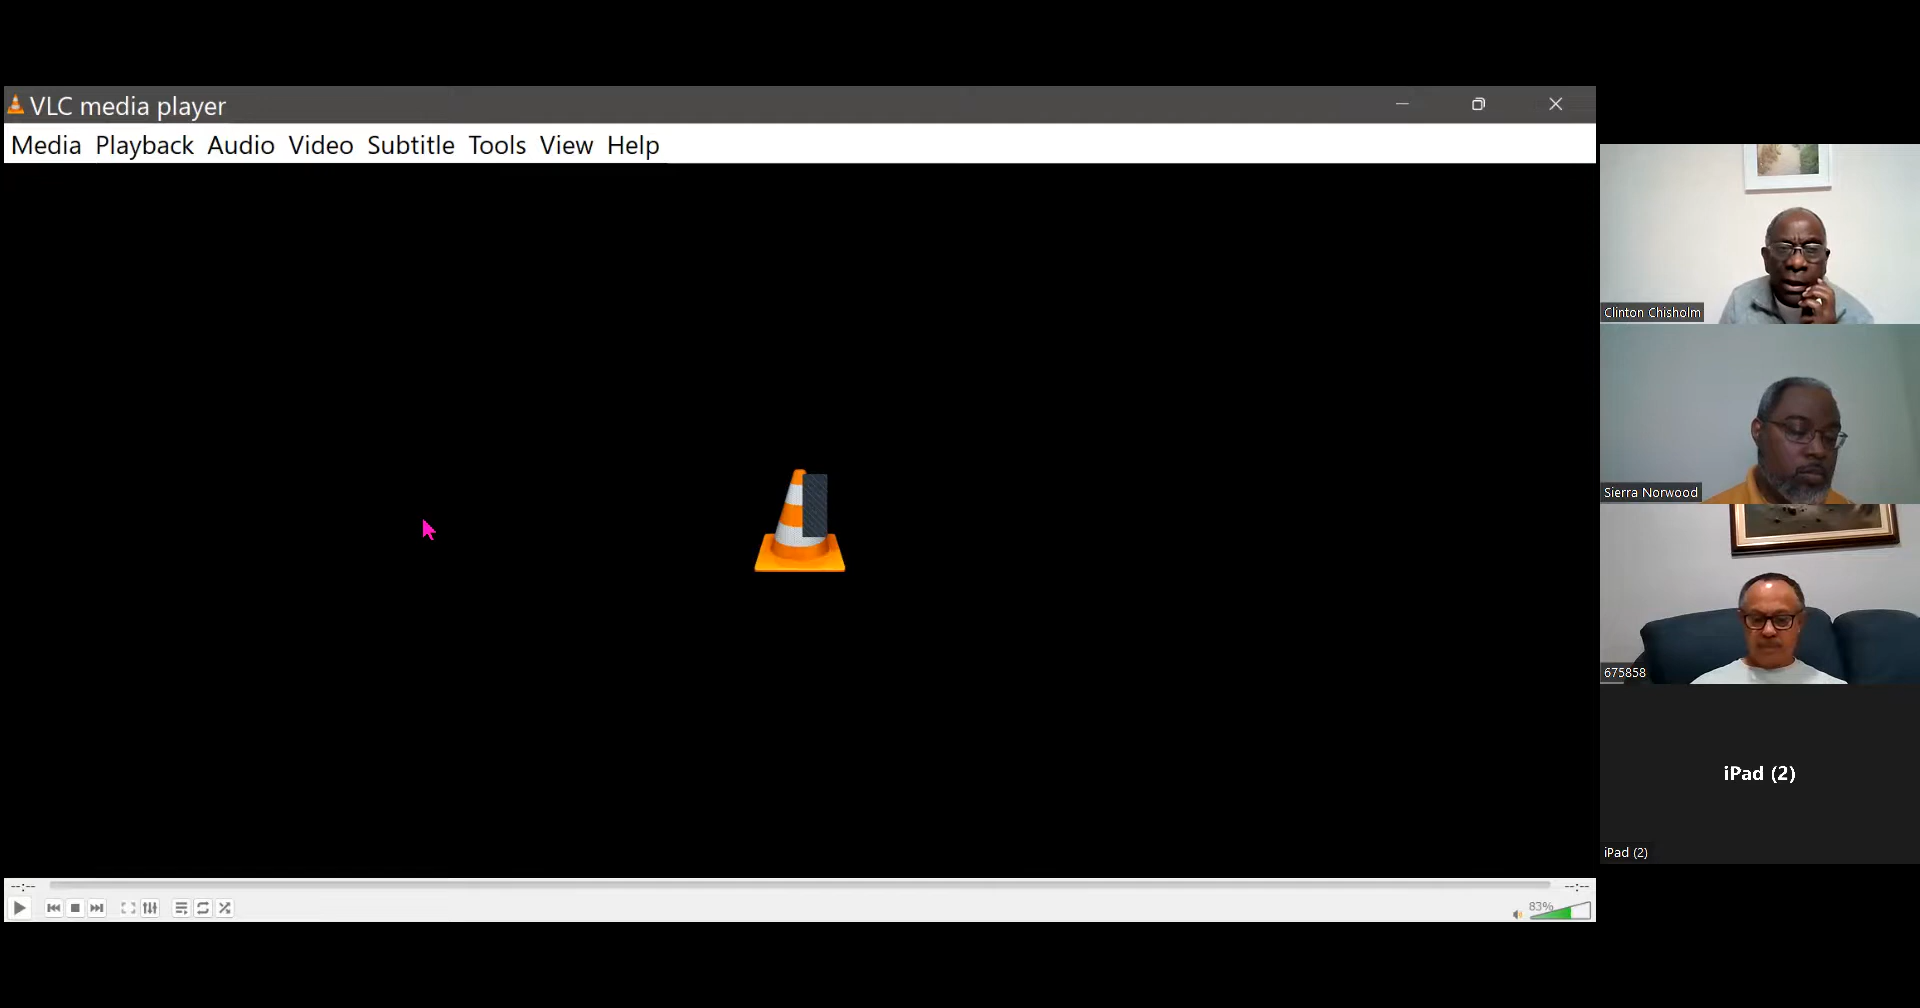 VLC media player
Media Playback Audio Video Subtitle Tools View Help
Clinton Chisholm
Sierra Norwood
675858
iPad (2)
iPad (2)
--:-- --:--
83%